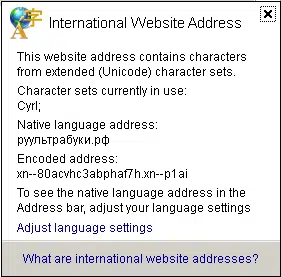 International Website Address
This website address contains characters
from extended (Unicode) character sets.
Character sets currently in use:
Cyrl;
Native language address:
руультрабуки.рф
Encoded address:
xn--80acvhc3abphaf7h.xn--p1ai
To see the native language address in the
Address bar, adjust your language settings
Adjust language settings
What are international website addresses?